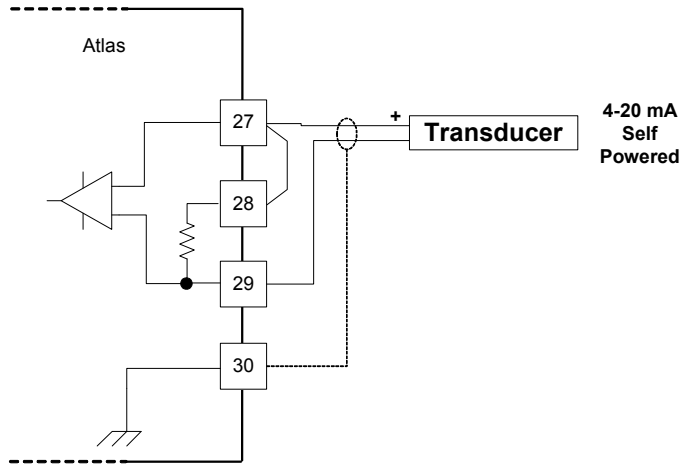 Atlas
27
28
29
30
+
Transducer
4-20 mA
Self
Powered